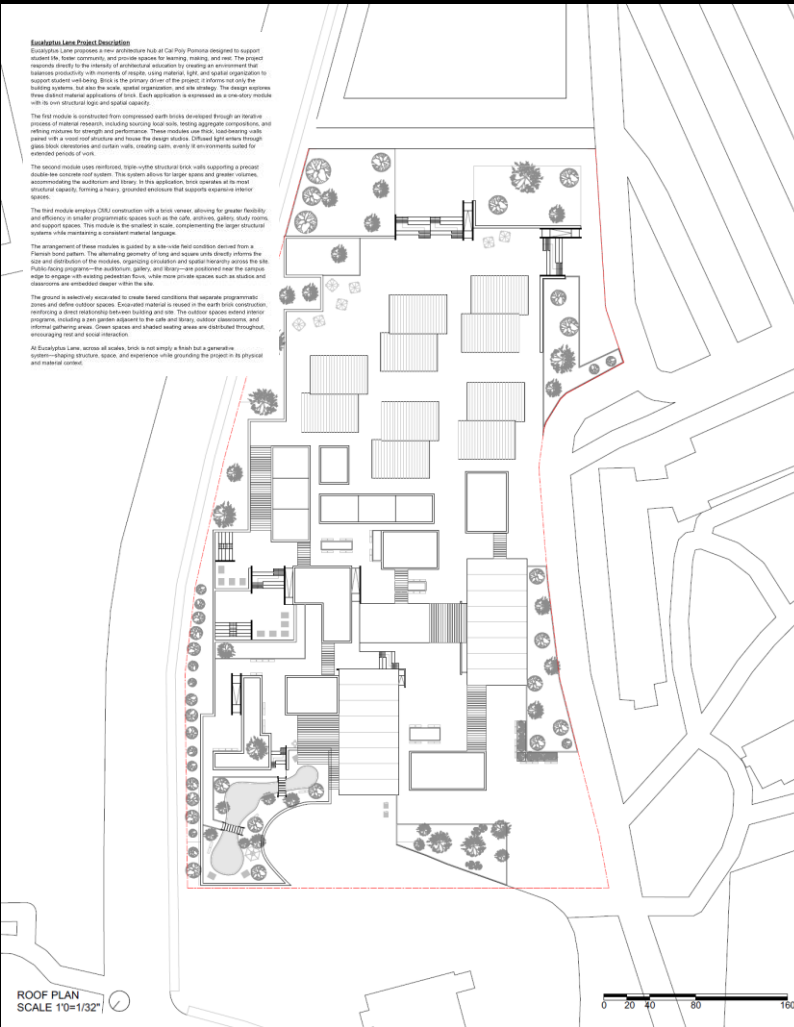 Eucalyptus Lane Project Description
Eucalyptus Lane proposes a new architecture hub at Cal Poly Pomona designed to support
student life, foster community, and provide spaces for learning, making, and rest. The project
responds directly to the intensity of architectural education by creating an environment that
balances productivity with moments of respite, using material, light, and spatial organization to
support student well-being. Brick is the primary driver of the project; it informs not only the
building systems, but also the scale, spatial organization, and site strategy. The design explores
three distinct material applications of brick. Each application is expressed as a one-story module
with its own structural logic and spatial capacity.
The first module is constructed from compressed earth bricks developed through an iterative
process of material research, including sourcing local soils, testing aggregate compositions, and
refining mixtures for strength and performance. These modules use thick, load-bearing walls
paired with a wood roof structure and house the design studios. Diffused light enters through
glass block clerestories and curtain walls, creating calm, evenly lit environments suited for
extended periods of work.
The second module uses reinforced, triple-wythe structural brick walls supporting a precast
double-tee concrete roof system. This system allows for larger spans and greater volumes,
accommodating the auditorium and library. In this application, brick operates at its most
structural capacity, forming a heavy, grounded enclosure that supports expansive interior
spaces.
The third module employs CMU construction with a brick veneer, allowing for greater flexibility
and efficiency in smaller programmatic spaces such as the cafe, archives, gallery, study rooms,
and support spaces. This module is the smallest in scale, complementing the larger structural
systems while maintaining a consistent material language.
The arrangement of these modules is guided by a site-wide field condition derived from a
Flemish bond pattern. The alternating geometry of long and square units directly informs the
size and distribution of the modules, organizing circulation and spatial hierarchy across the site.
Public-facing programs—the auditorium, gallery, and library—are positioned near the campus
edge to engage with existing pedestrian flows, while more private spaces such as studios and
classrooms are embedded deeper within the site.
The ground is selectively excavated to create tiered conditions that separate programmatic
zones and define outdoor spaces. Excavated material is reused in the earth brick construction,
reinforcing a direct relationship between building and site. The outdoor spaces extend interior
programs, including a zen garden adjacent to the cafe and library, outdoor classrooms, and
informal gathering areas. Green spaces and shaded seating areas are distributed throughout,
encouraging rest and social interaction.
At Eucalyptus Lane, across all scales, brick is not simply a finish but a generative
system—shaping structure, space, and experience while grounding the project in its physical
and material context.
ROOF PLAN
SCALE 1'0=1/32"
0 20 40 80 160